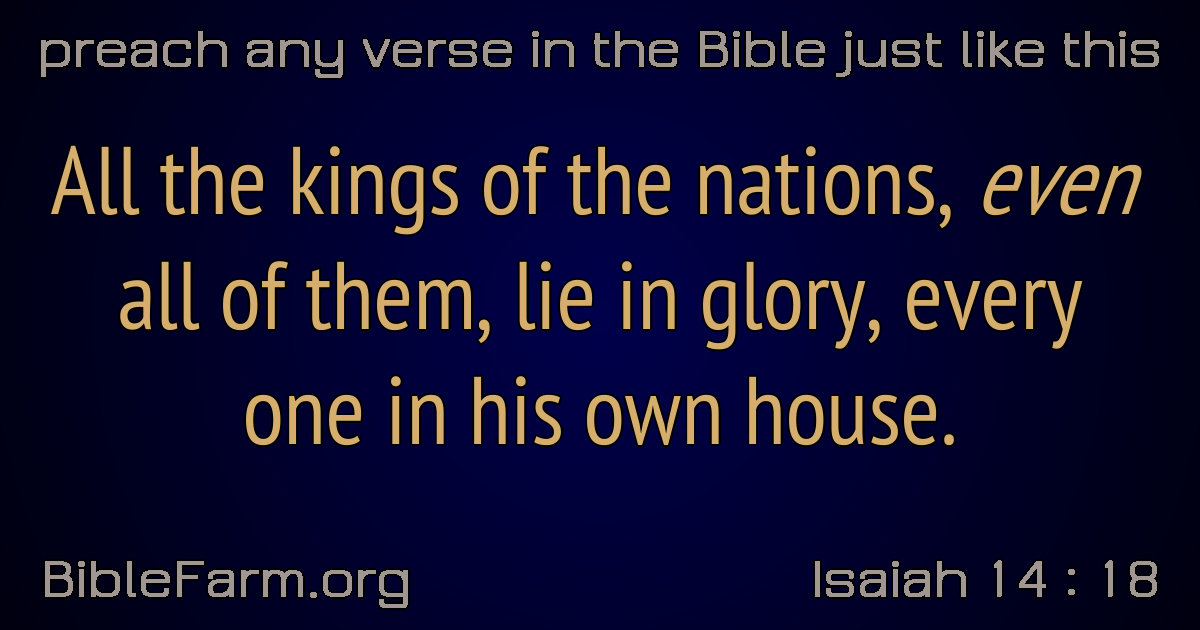 preach any verse in the Bible just like this
All the kings of the nations, even
all of them, lie in glory, every
one in his own house.
BibleFarm.org
Isaiah 14 : 18